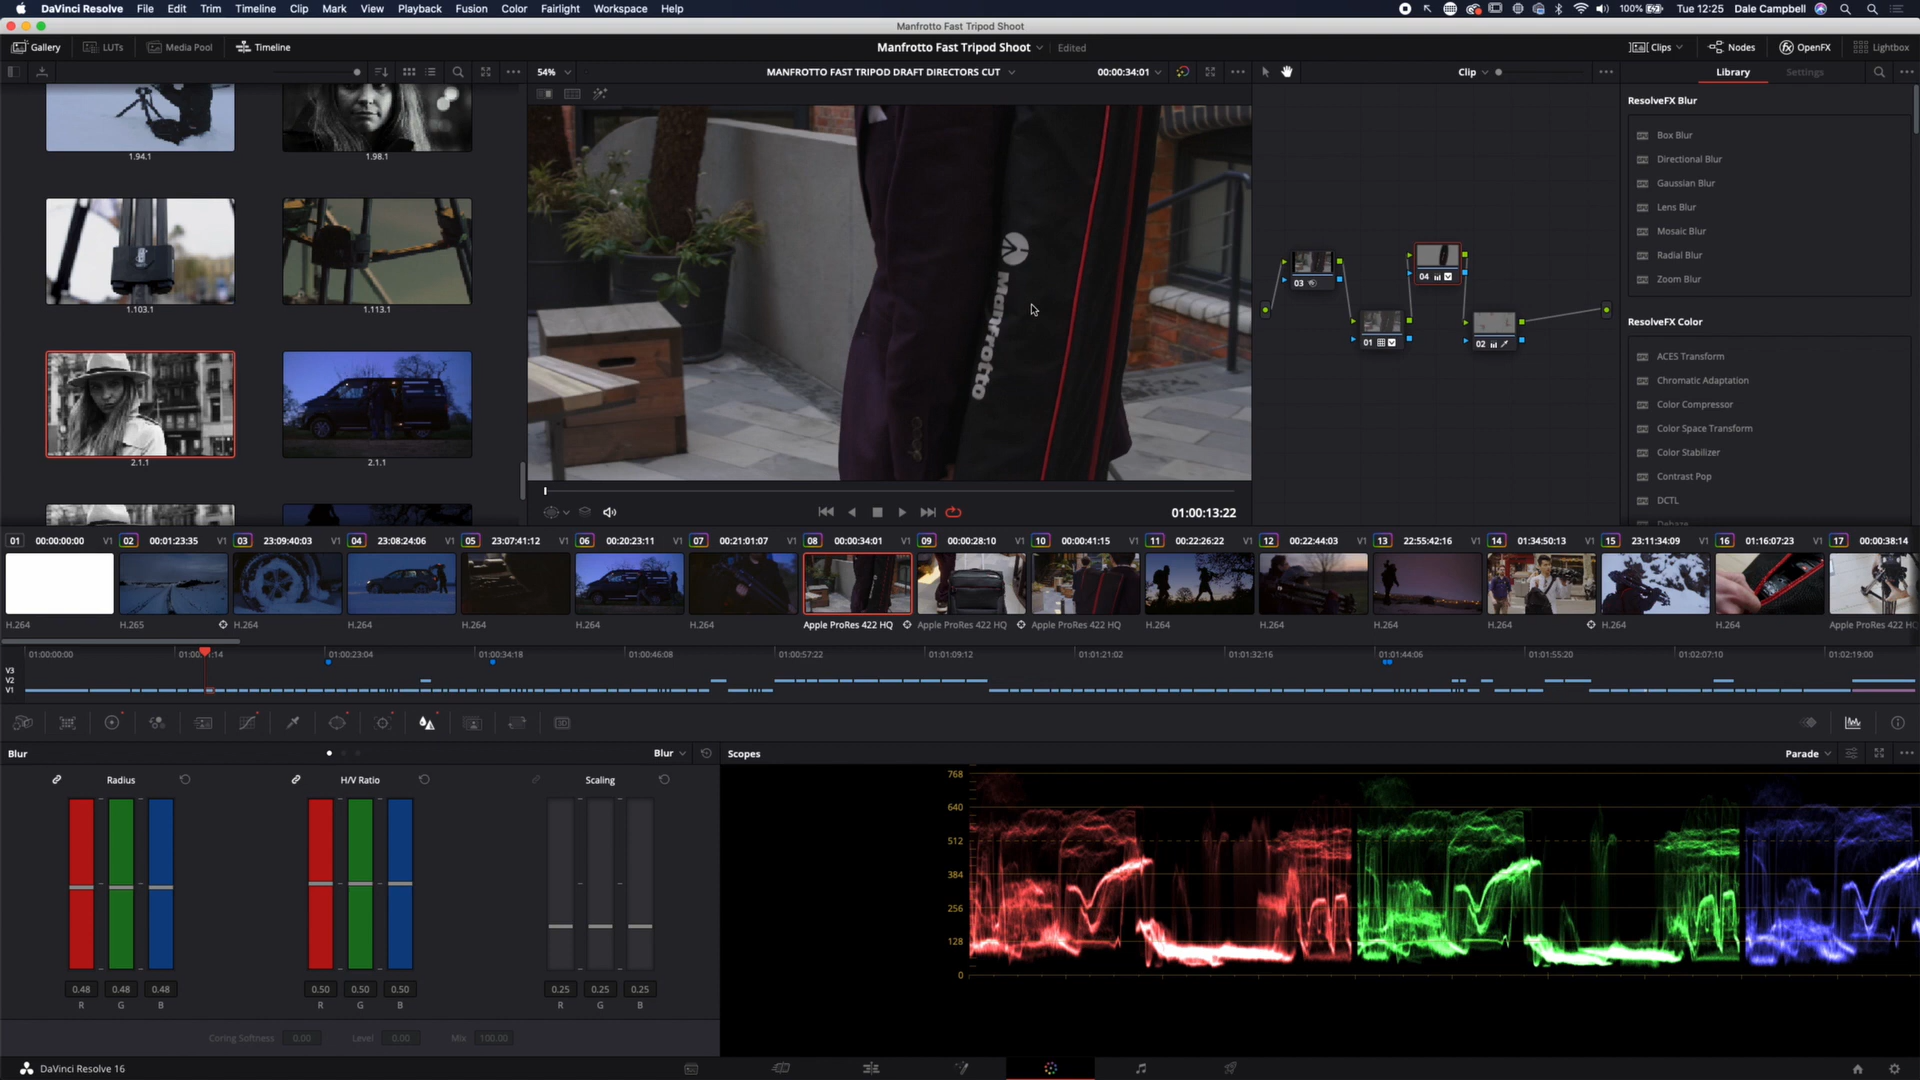 DaVinci Resolve File Edit Trim Timeline Clip Mark View Playback Fusion Color Fairlight Workspace Help 100% Tue 12:25 Dale Campbell
Manfrotto Fast Tripod Shoot
Gallery LUTs Media Pool Timeline Manfrotto Fast Tripod Shoot Edited Clips Nodes OpenFX Lightbox
54% MANFROTTO FAST TRIPOD DRAFT DIRECTORS CUT 00:00:34:01 Clip Library Settings
1.94.1 1.98.1
1.103.1 1.113.1
2.1.1 2.1.1
Manfrotto
01:00:13:22
03
04
01
02
ResolveFX Blur
Box Blur
Directional Blur
Gaussian Blur
Lens Blur
Mosaic Blur
Radial Blur
Zoom Blur
ResolveFX Color
ACES Transform
Chromatic Adaptation
Color Compressor
Color Space Transform
Color Stabilizer
Contrast Pop
DCTL
01 00:00:00:00 V1 02 00:01:23:35 V1 03 23:09:40:03 V1 04 23:08:24:06 V1 05 23:07:41:12 V1 06 00:20:23:11 V1 07 00:21:01:07 V1 08 00:00:34:01 V1 09 00:00:28:10 V1 10 00:00:41:15 V1 11 00:22:26:22 V1 12 00:22:44:03 V1 13 22:55:42:16 V1 14 01:34:50:13 V1 15 23:11:34:09 V1 16 01:16:07:23 V1 17 00:00:38:14
H.264 H.265 H.264 H.264 H.264 H.264 H.264 Apple ProRes 422 HQ Apple ProRes 422 HQ Apple ProRes 422 HQ H.264 H.264 H.264 H.264 H.264 H.264 Apple ProRes 422 HQ
01:00:00:00 01:00:23:04 01:00:34:18 01:00:46:08 01:00:57:22 01:01:09:12 01:01:21:02 01:01:32:16 01:01:44:06 01:01:55:20 01:02:07:10 01:02:19:00
V3
V2
V1
Blur Blur Scopes Parade
Radius H/V Ratio Scaling
768
640
512
384
256
128
0
0.48 0.48 0.48 0.50 0.50 0.50 0.25 0.25 0.25
R G B R G B R G B
Coring Softness 0.00 Level 0.00 Mix 100.00
DaVinci Resolve 16